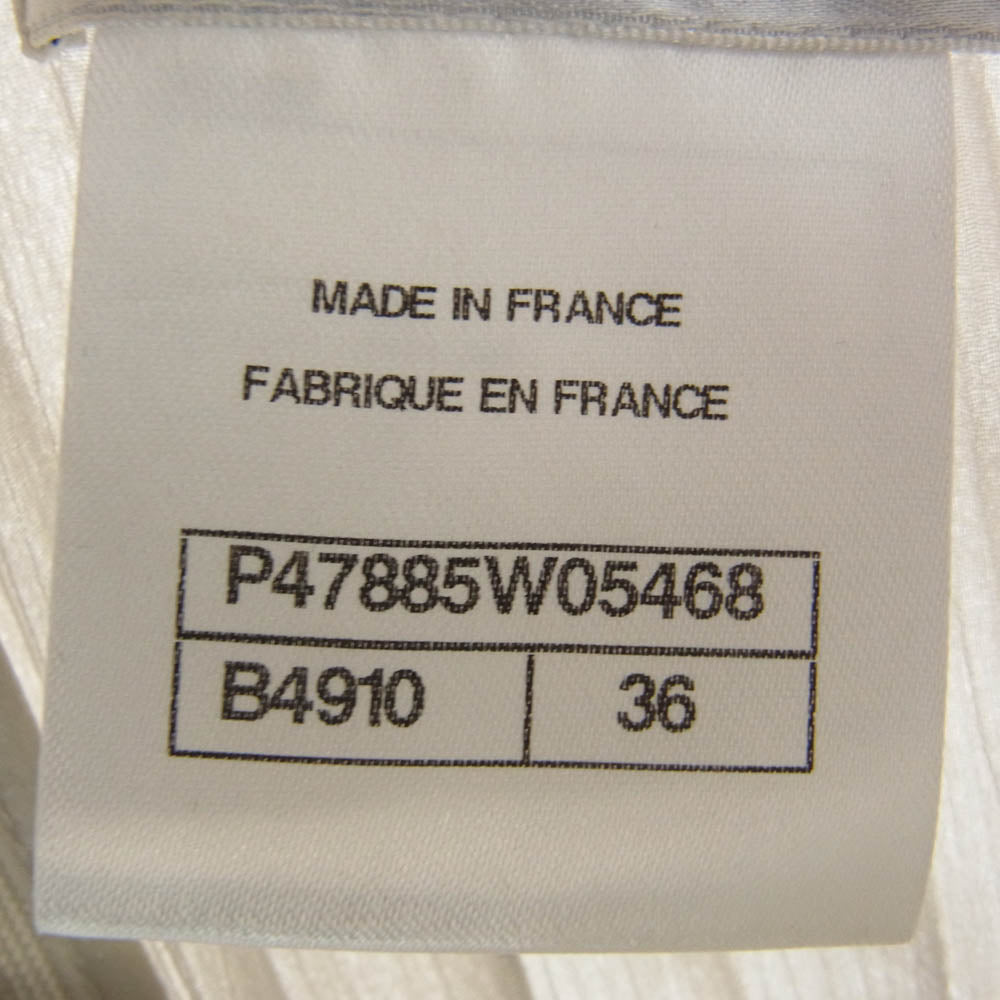 MADE IN FRANCE
FABRIQUE EN FRANCE
P47885W05468
B4910 36